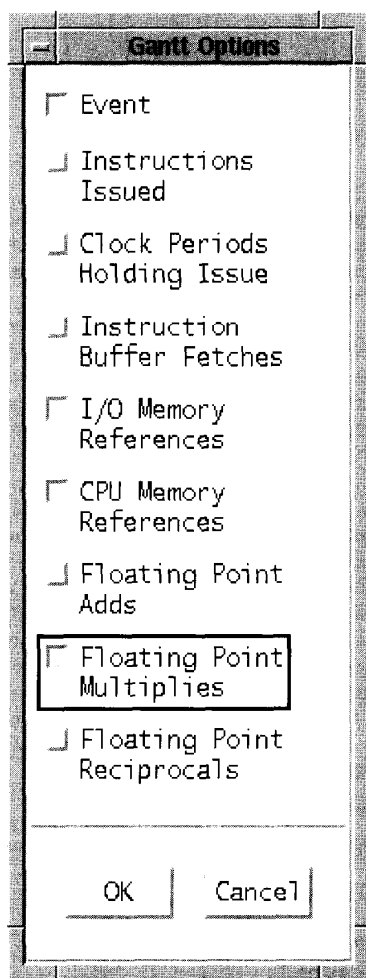 Gantt Options
Event
Instructions
Issued
Clock Periods
Holding Issue
Instruction
Buffer Fetches
I/O Memory
References
CPU Memory
References
Floating Point
Adds
Floating Point
Multiplies
Floating Point
Reciprocals
OK
Cancel